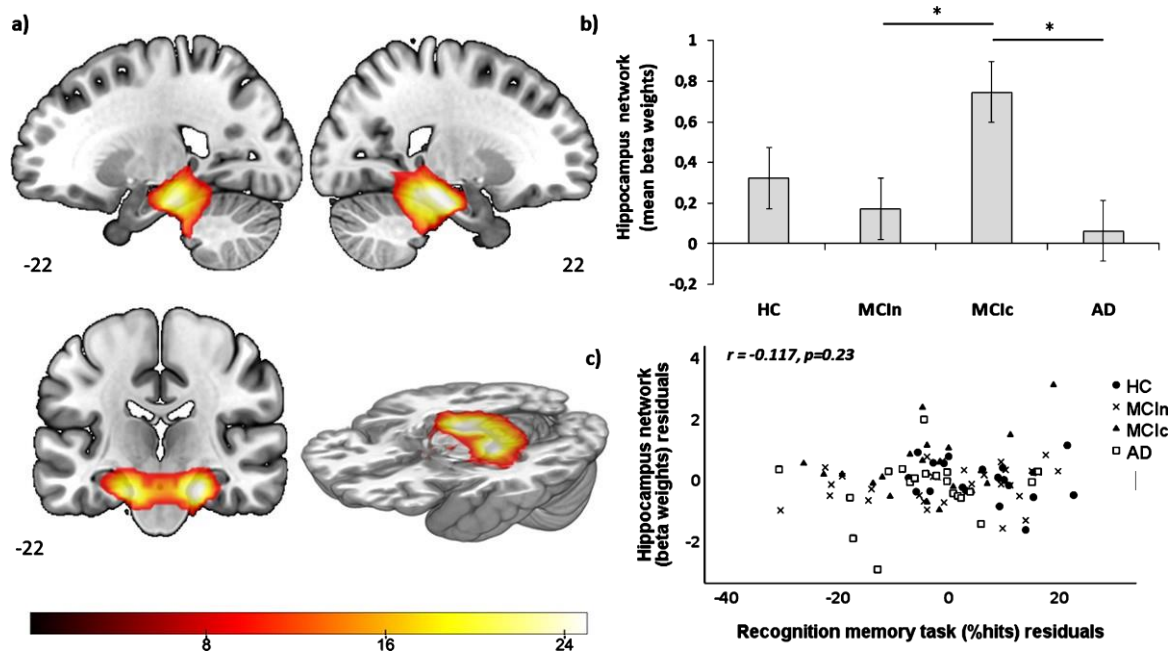 a)
-22
22
-22
8
16
24
b)
*
*
Hippocampus network
(mean beta weights)
1
0,8
0,6
0,4
0,2
0
-0,2
HC
MCIn
MCIc
AD
c)
r = -0.117, p=0.23
Hippocampus network
(beta weights) residuals
4
2
0
-2
HC
MCIn
MCIc
AD
-40
-20
0
20
Recognition memory task (%hits) residuals